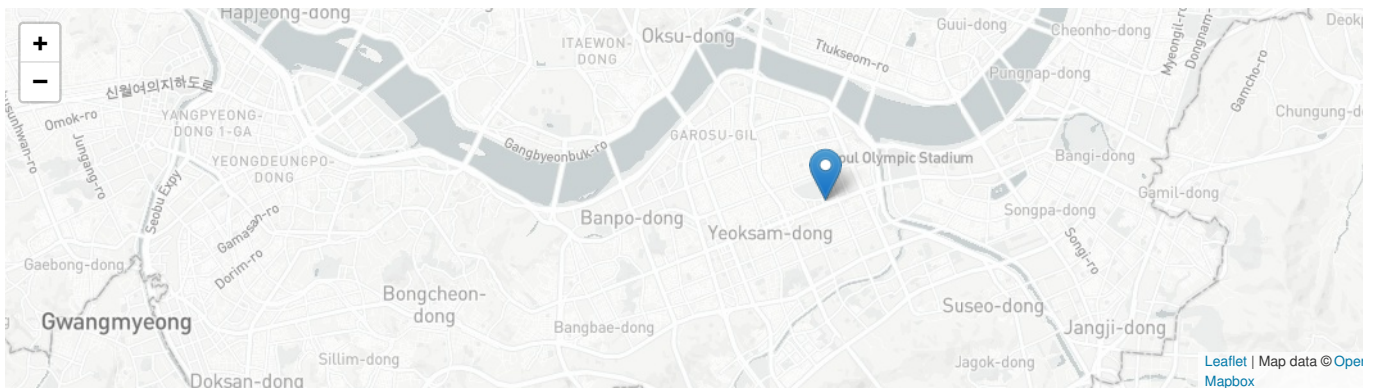 Hapjeong-dong
+
−
ITAEWON-
DONG
Oksu-dong
Ttukseom-ro
Guui-dong
Cheonho-dong
Myeongil-ro
Dongnam-
Pungnap-dong
Gamcho-ro
Chungung-d
신월여의지하도로
Omok-ro
Jungang-ro
YANGPYEONG-
DONG 1-GA
YEONGDEUNGPO-
DONG
Seobu Expy
Gangbyeonbuk-ro
GAROSU-GIL
oul Olympic Stadium
Bangi-dong
Gamil-dong
Songpa-dong
Songi-ro
Banpo-dong
Yeoksam-dong
Gamasan-ro
Dorim-ro
Gaebong-dong
Bongcheon-
dong
Gwangmyeong
Bangbae-dong
Suseo-dong
Jangji-dong
Sillim-dong
Jagok-dong
Doksan-dong
Leaflet | Map data © Oper
Mapbox